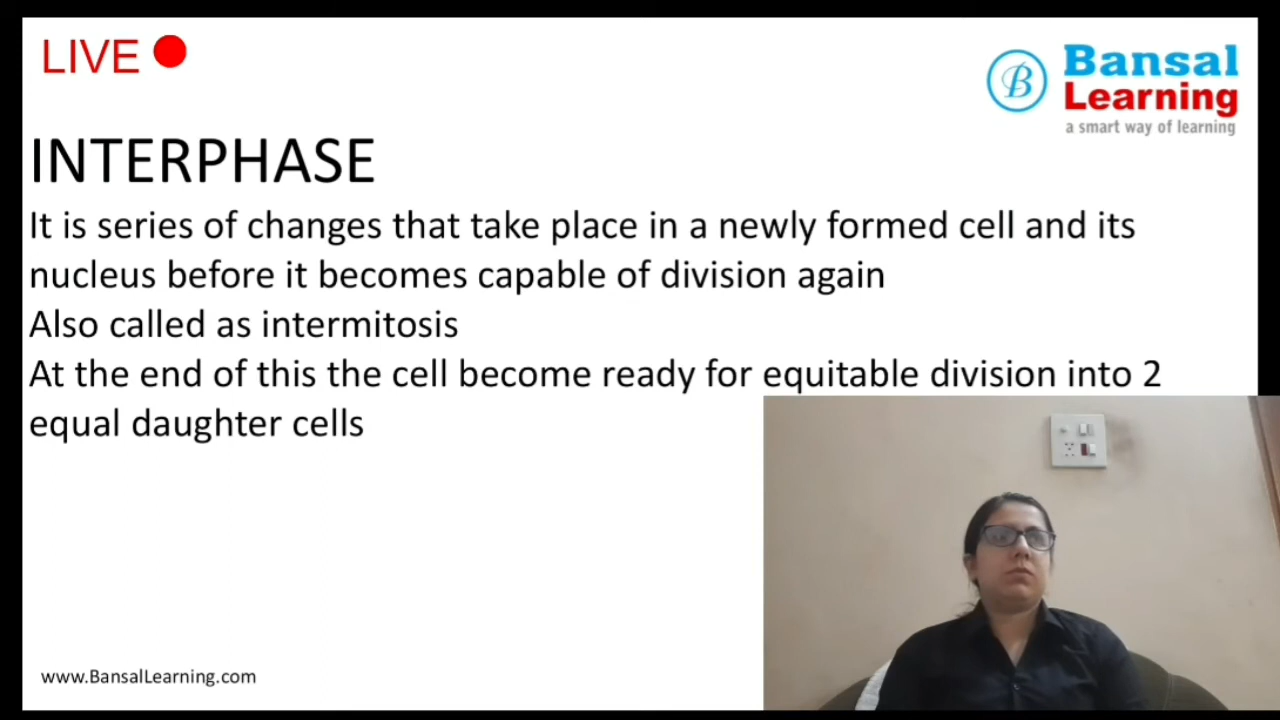 LIVE
Bansal
Learning
a smart way of learning
INTERPHASE
It is series of changes that take place in a newly formed cell and its
nucleus before it becomes capable of division again
Also called as intermitosis
At the end of this the cell become ready for equitable division into 2
equal daughter cells
www.BansalLearning.com